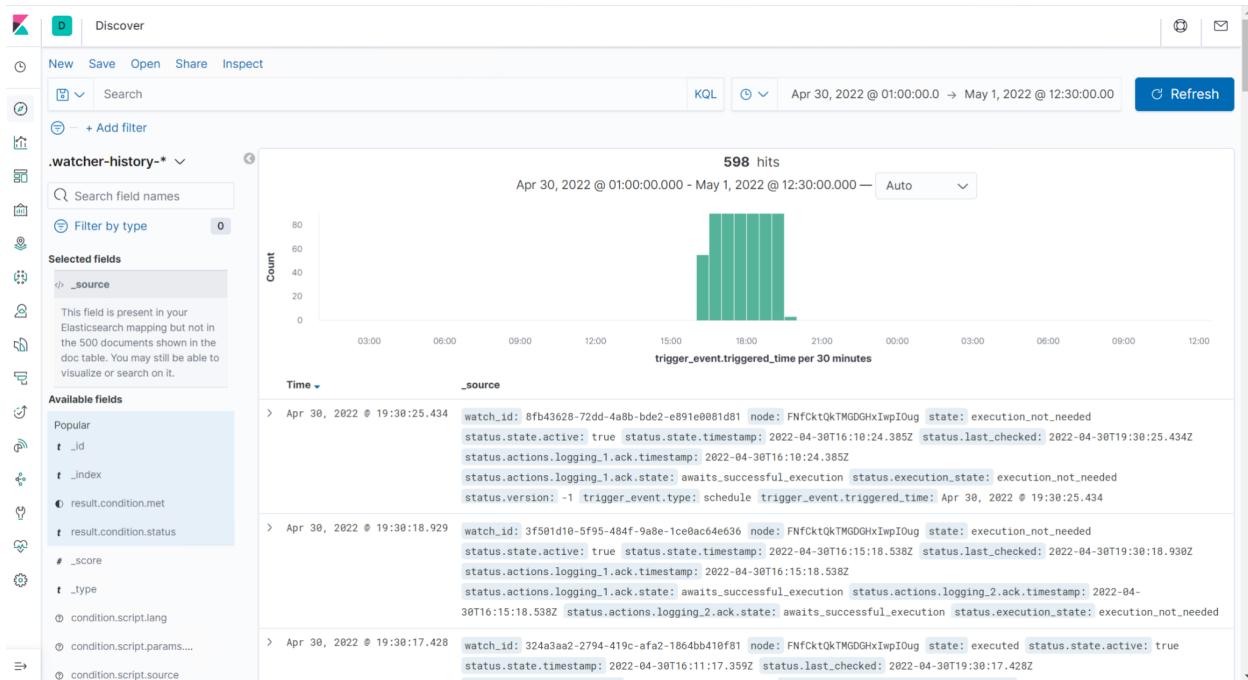 D Discover
New Save Open Share Inspect
Search KQL Apr 30, 2022 @ 01:00:00.0 → May 1, 2022 @ 12:30:00.00 Refresh
+ Add filter
.watcher-history-*
Search field names
Filter by type 0
Selected fields
</> _source
This field is present in your
Elasticsearch mapping but not in
the 500 documents shown in the
doc table. You may still be able to
visualize or search on it.
Available fields
Popular
t _id
t _index
result.condition.met
t result.condition.status
# _score
t _type
condition.script.lang
condition.script.params....
condition.script.source
598 hits
Apr 30, 2022 @ 01:00:00.000 - May 1, 2022 @ 12:30:00.000 — Auto
Count
80
60
40
20
0
03:00 06:00 09:00 12:00 15:00 18:00 21:00 00:00 03:00 06:00 09:00 12:00
trigger_event.triggered_time per 30 minutes
Time _source
Apr 30, 2022 @ 19:30:25.434 watch_id: 8fb43628-72dd-4a8b-bde2-e891e0081d81 node: FNfCktQkTMGDGHxIwpIOug state: execution_not_needed
status.state.active: true status.state.timestamp: 2022-04-30T16:10:24.385Z status.last_checked: 2022-04-30T19:30:25.434Z
status.actions.logging_1.ack.timestamp: 2022-04-30T16:10:24.385Z
status.actions.logging_1.ack.state: awaits_successful_execution status.execution_state: execution_not_needed
status.version: -1 trigger_event.type: schedule trigger_event.triggered_time: Apr 30, 2022 @ 19:30:25.434
Apr 30, 2022 @ 19:30:18.929 watch_id: 3f501d10-5f95-484f-9a8e-1ce0ac64e636 node: FNfCktQkTMGDGHxIwpIOug state: execution_not_needed
status.state.active: true status.state.timestamp: 2022-04-30T16:15:18.538Z status.last_checked: 2022-04-30T19:30:18.930Z
status.actions.logging_1.ack.timestamp: 2022-04-30T16:15:18.538Z
status.actions.logging_1.ack.state: awaits_successful_execution status.actions.logging_2.ack.timestamp: 2022-04-
30T16:15:18.538Z status.actions.logging_2.ack.state: awaits_successful_execution status.execution_state: execution_not_needed
Apr 30, 2022 @ 19:30:17.428 watch_id: 324a3aa2-2794-419c-afa2-1864bb410f81 node: FNfCktQkTMGDGHxIwpIOug state: executed status.state.active: true
status.state.timestamp: 2022-04-30T16:11:17.359Z status.last_checked: 2022-04-30T19:30:17.428Z